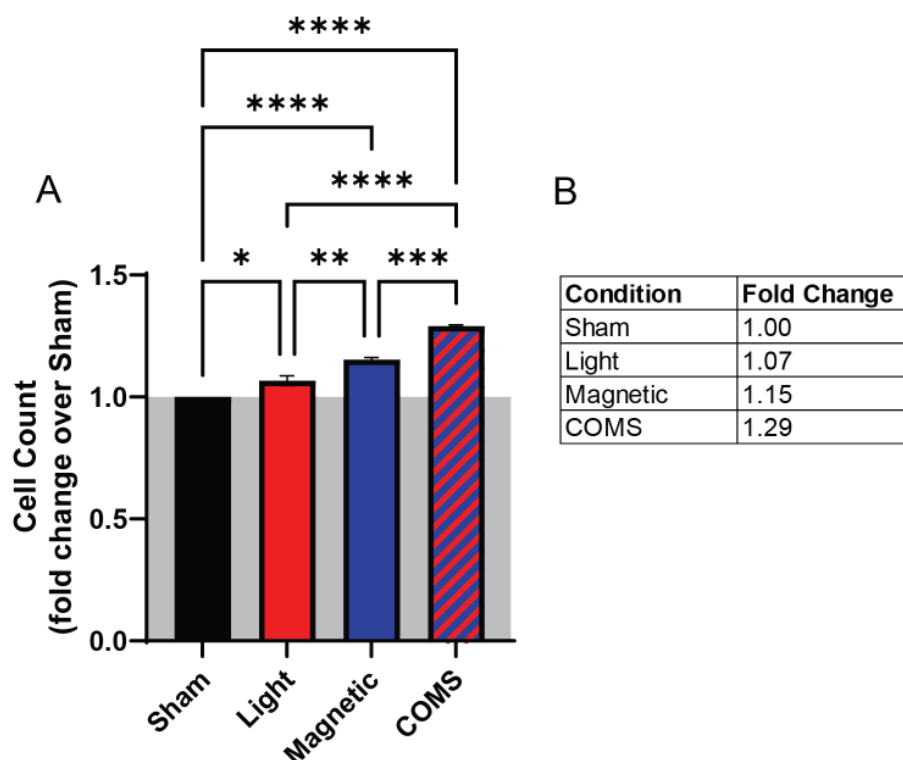 ****
****
A
****
B
* ** ***
Cell Count
(fold change over Sham)
1.5
1.0
0.5
0.0
Sham
Light
Magnetic
COMS
Condition Fold Change
Sham 1.00
Light 1.07
Magnetic 1.15
COMS 1.29